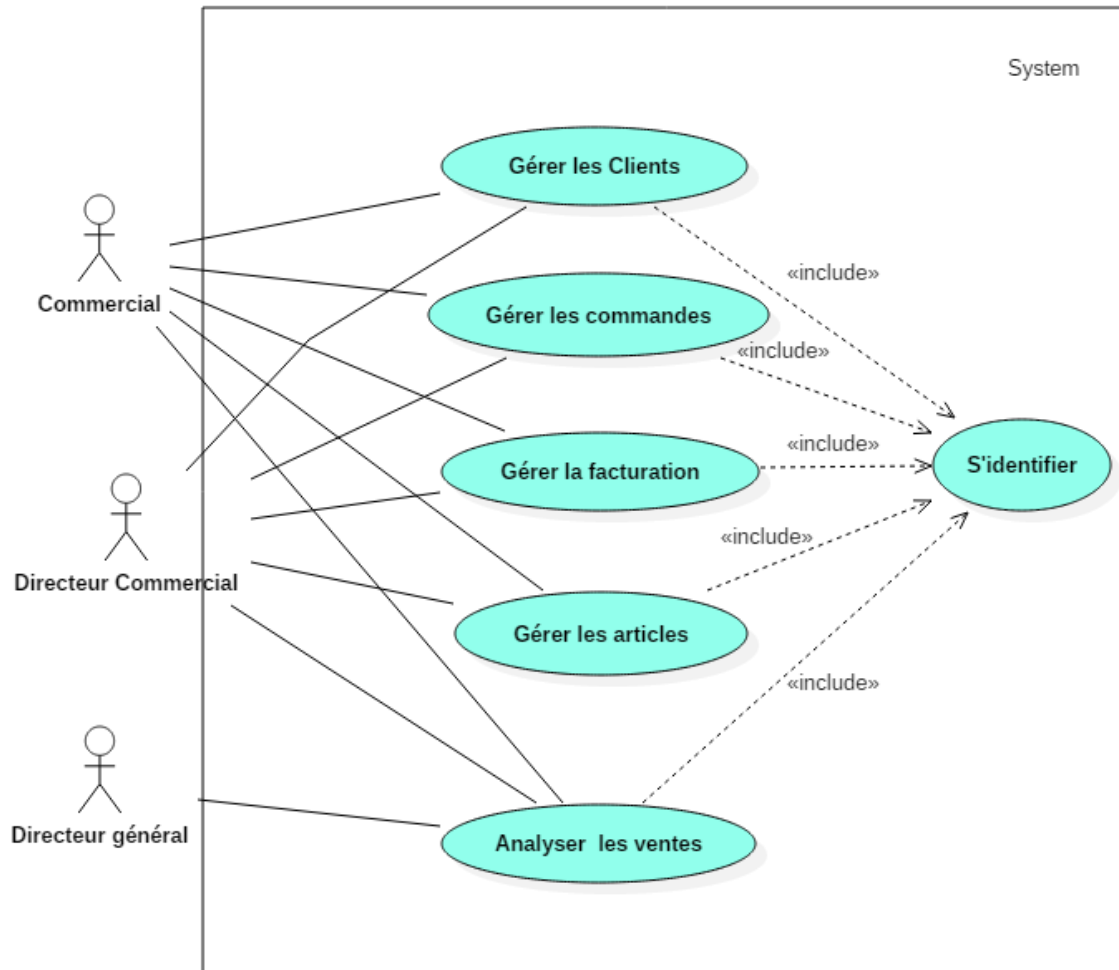 System
Gérer les Clients
Commercial
«include»
Gérer les commandes
«include»
Gérer la facturation
«include»
S'identifier
Directeur Commercial
«include»
Gérer les articles
«include»
Directeur général
Analyser les ventes